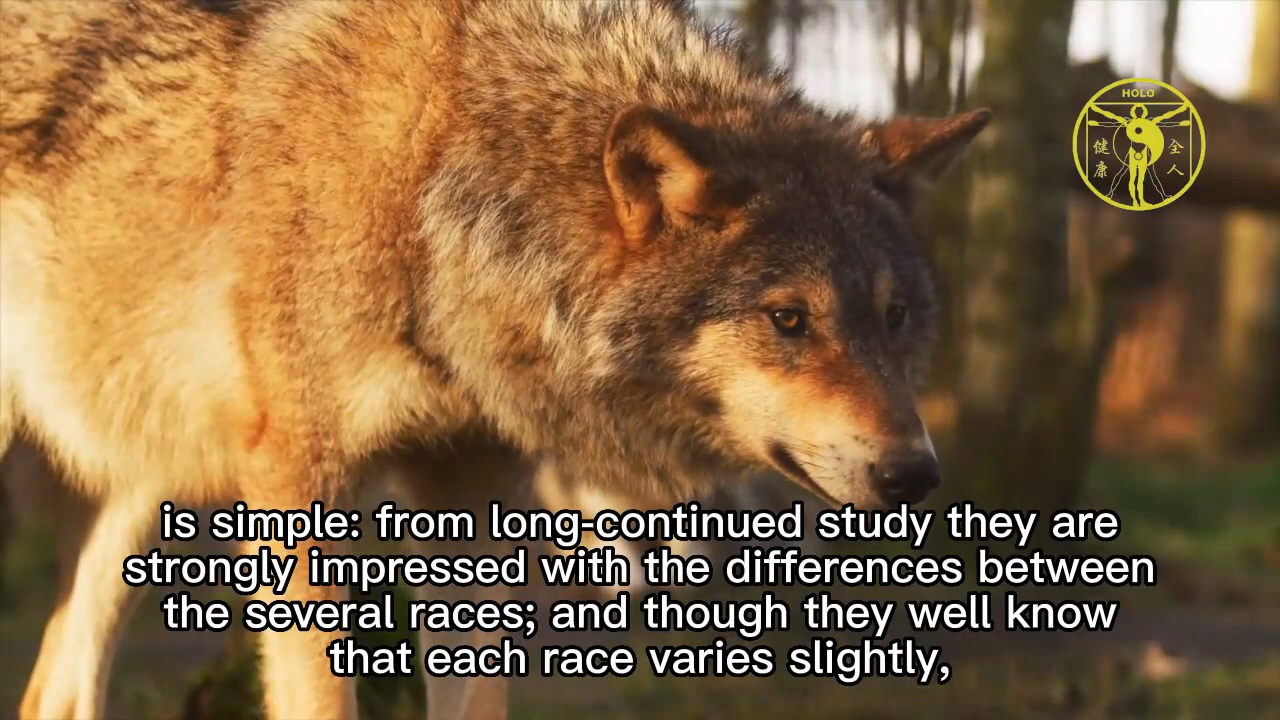 HOLO
健康
全人
is simple: from long-continued study they are
strongly impressed with the differences between
the several races; and though they well know
that each race varies slightly,